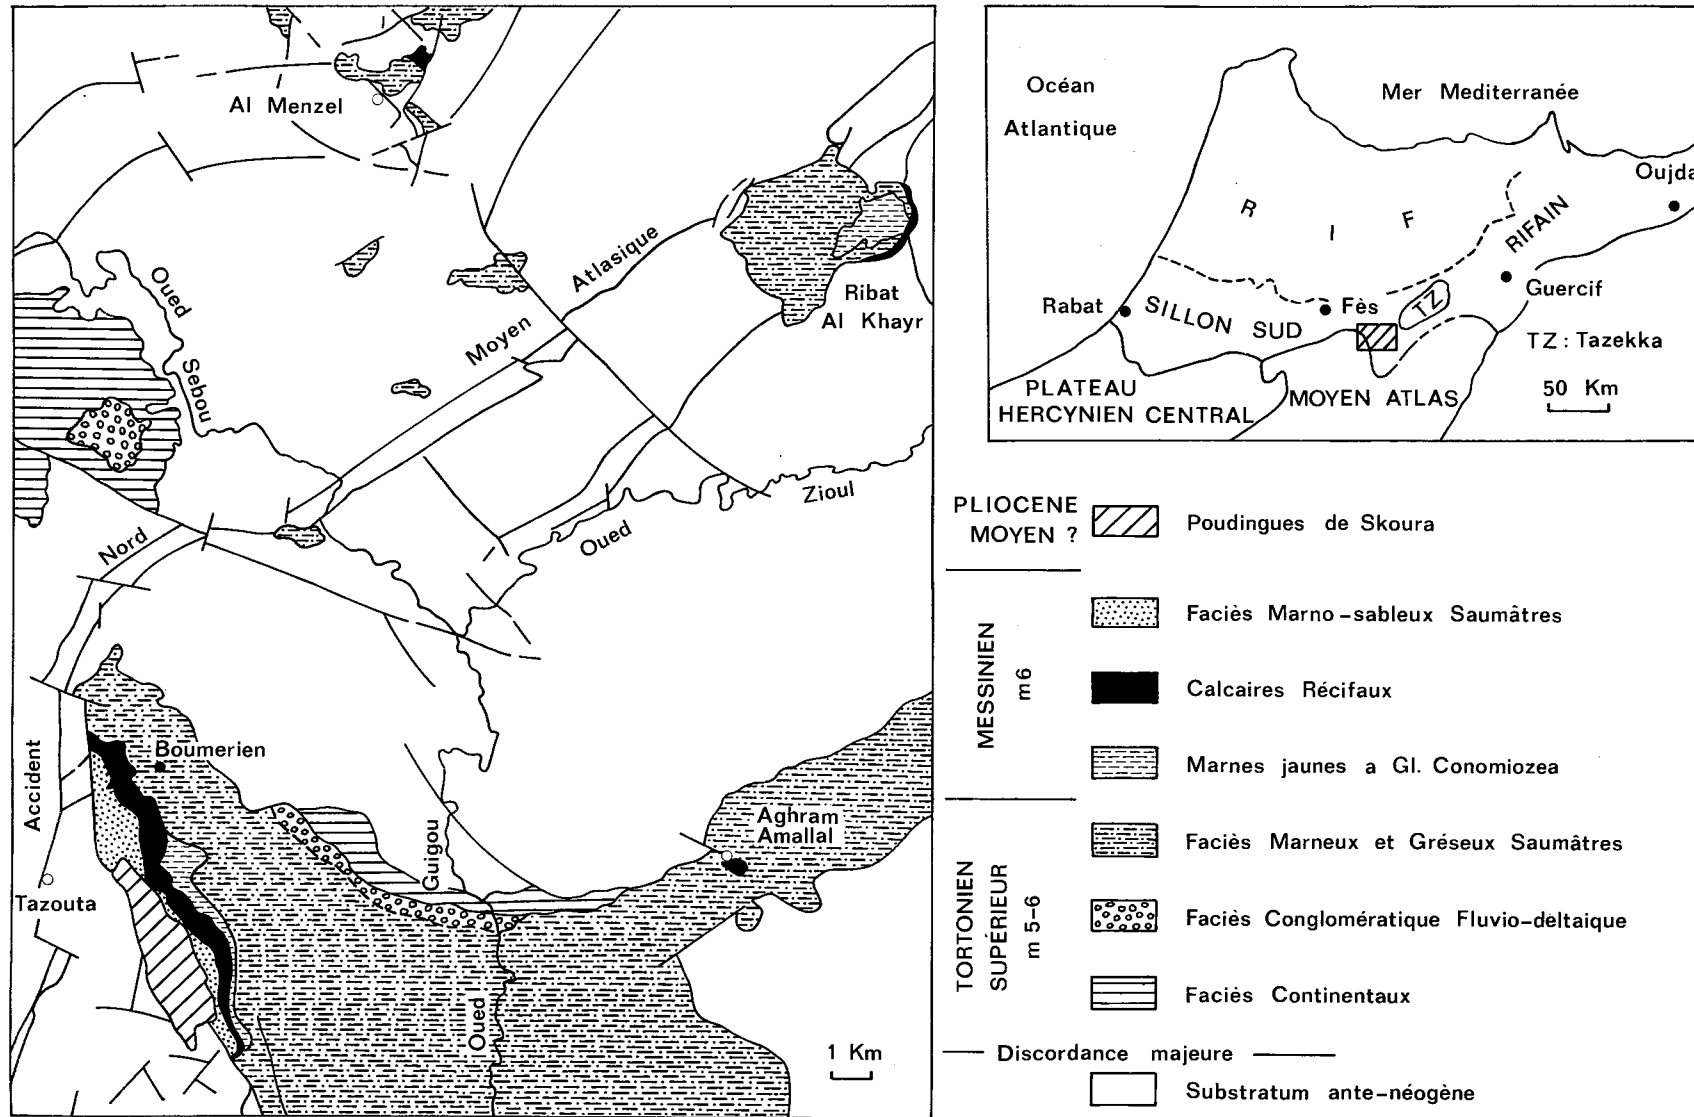 Al Menzel
Oued
Sebou
Moyen
Atlasique
Ribat
Al Khayr
Nord
Oued
Zioul
Accident
Boumerien
Tazouta
Guigou
Oued
Aghram
Amallal
1 Km
Océan
Atlantique
Mer Mediterranée
Oujda
R I F
RIFAIN
Guercif
Rabat
SILLON SUD
Fès
TZ
TZ : Tazekka
PLATEAU
HERCYNIEN CENTRAL
MOYEN ATLAS
50 Km
PLIOCENE
MOYEN ?
Poudingues de Skoura
MESSINIEN
m6
Faciès Marno-sableux Saumâtres
Calcaires Récifaux
Marnes jaunes a Gl. Conomiozea
TORTONIEN
SUPÉRIEUR
m 5-6
Faciès Marneux et Gréseux Saumâtres
Faciès Conglomératique Fluvio-deltaique
Faciès Continentaux
Discordance majeure
Substratum ante-néogène